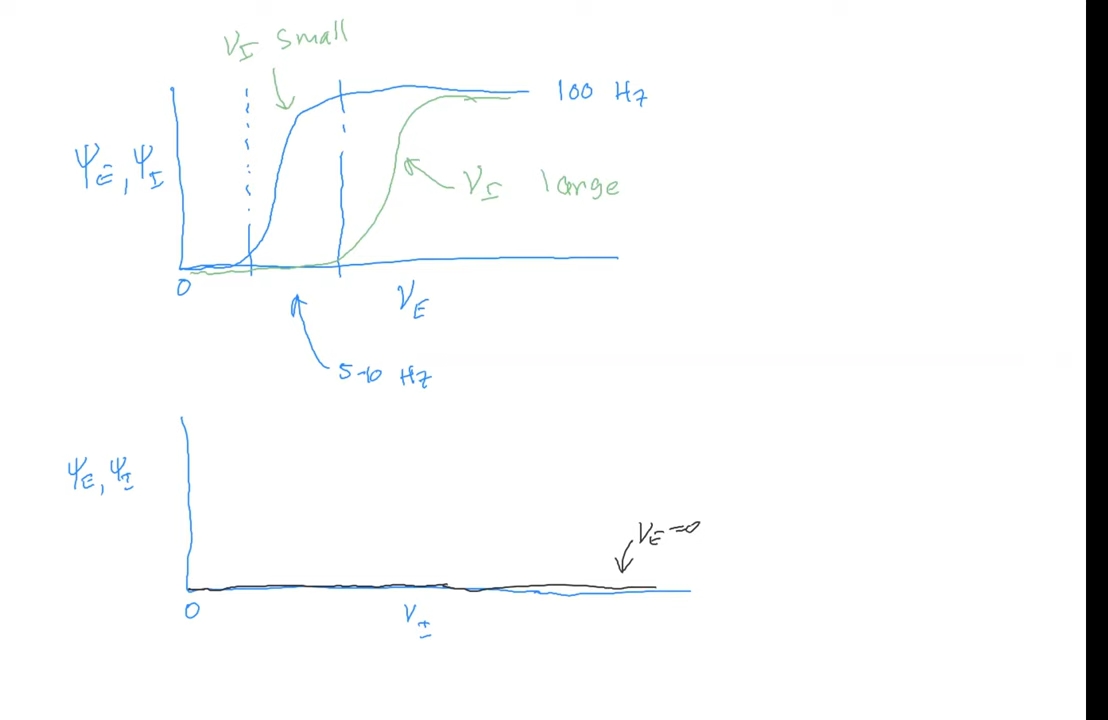 ν_I small
100 Hz
Ψ_E, Ψ_I
ν_I large
0
ν_E
5-10 Hz
Ψ_E, Ψ_I
ν_E=0
0
ν_I